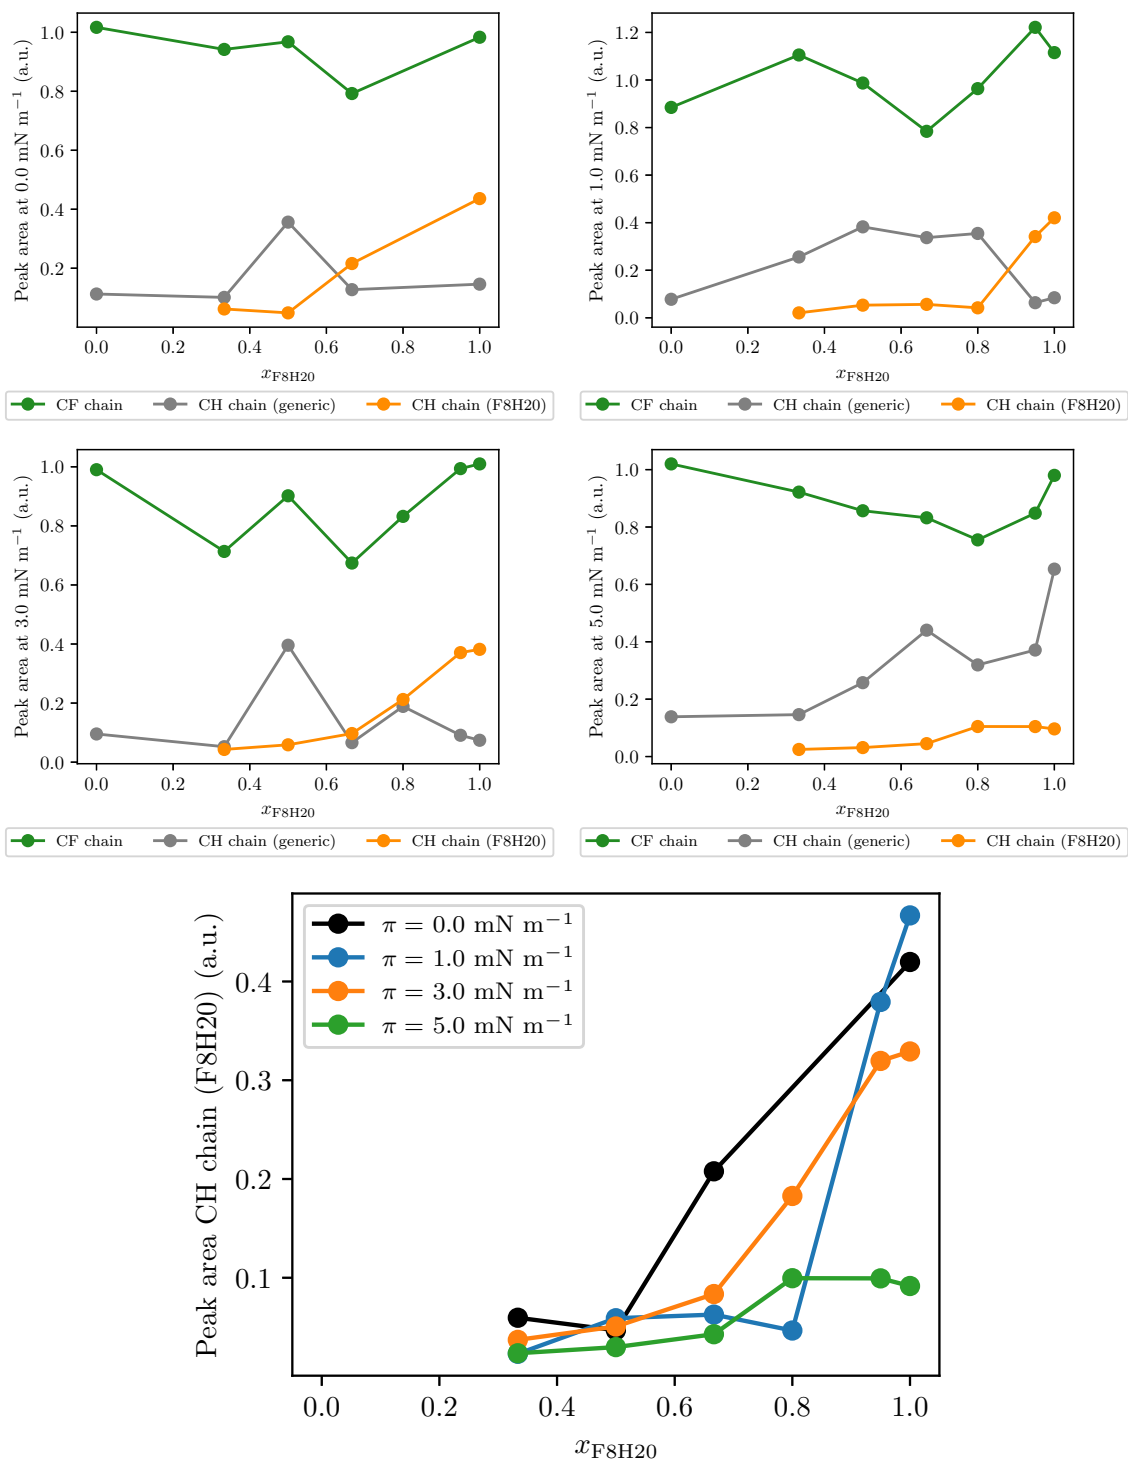 Peak area at 0.0 mN m⁻¹ (a.u.)
1.0
0.8
0.6
0.4
0.2
0.0 0.2 0.4 0.6 0.8 1.0
x_F8H20
CF chain CH chain (generic) CH chain (F8H20)
Peak area at 1.0 mN m⁻¹ (a.u.)
1.2
1.0
0.8
0.6
0.4
0.2
0.0
0.0 0.2 0.4 0.6 0.8 1.0
x_F8H20
CF chain CH chain (generic) CH chain (F8H20)
Peak area at 3.0 mN m⁻¹ (a.u.)
1.0
0.8
0.6
0.4
0.2
0.0
0.0 0.2 0.4 0.6 0.8 1.0
x_F8H20
CF chain CH chain (generic) CH chain (F8H20)
Peak area at 5.0 mN m⁻¹ (a.u.)
1.0
0.8
0.6
0.4
0.2
0.0
0.0 0.2 0.4 0.6 0.8 1.0
x_F8H20
CF chain CH chain (generic) CH chain (F8H20)
Peak area CH chain (F8H20) (a.u.)
π = 0.0 mN m⁻¹
π = 1.0 mN m⁻¹
π = 3.0 mN m⁻¹
π = 5.0 mN m⁻¹
0.4
0.3
0.2
0.1
0.0 0.2 0.4 0.6 0.8 1.0
x_F8H20